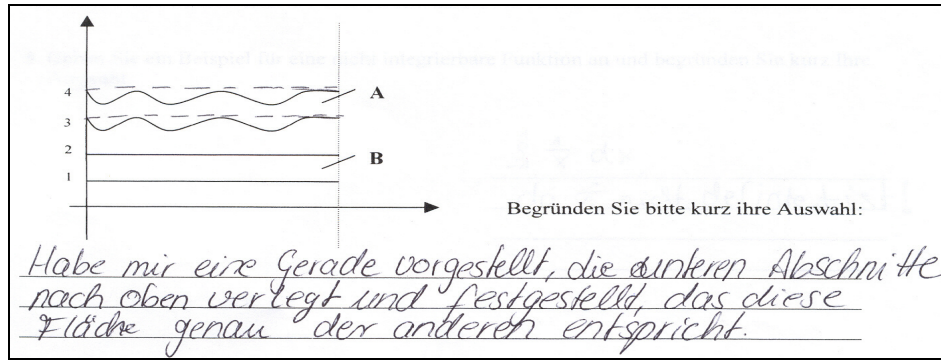 4
A
3
2
B
1
Begründen Sie bitte kurz ihre Auswahl:
Habe mir eine Gerade vorgestellt, die unteren Abschnitte
nach oben verlegt und festgestellt, das diese
Fläche genau der anderen entspricht.